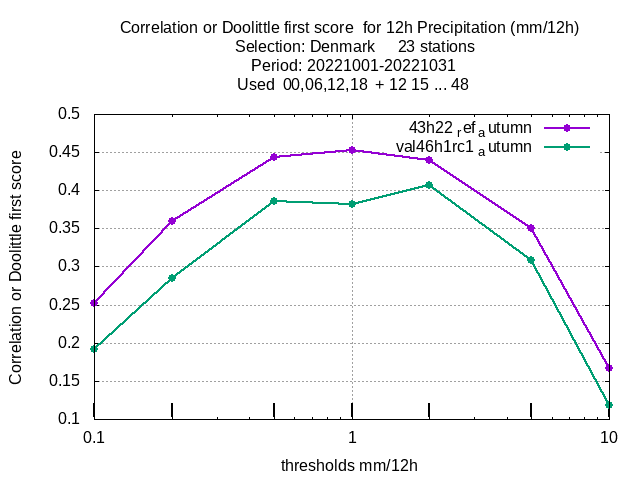 Correlation or Doolittle first score  for 12h Precipitation (mm/12h)
Selection: Denmark     23 stations
Period: 20221001-20221031
Used  00,06,12,18  + 12 15 ... 48
43h22ᵣefₐutumn
val46h1rc1ₐutumn
Correlation or Doolittle first score
0.5
0.45
0.4
0.35
0.3
0.25
0.2
0.15
0.1
0.1 1 10
thresholds mm/12h